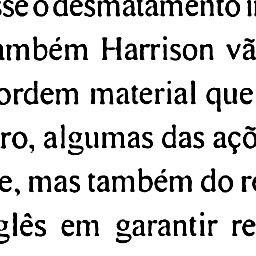 sse o desmatamento i
ambém Harrison vã
ordem material que
ro, algumas das açõ
e, mas também do re
glês em garantir re